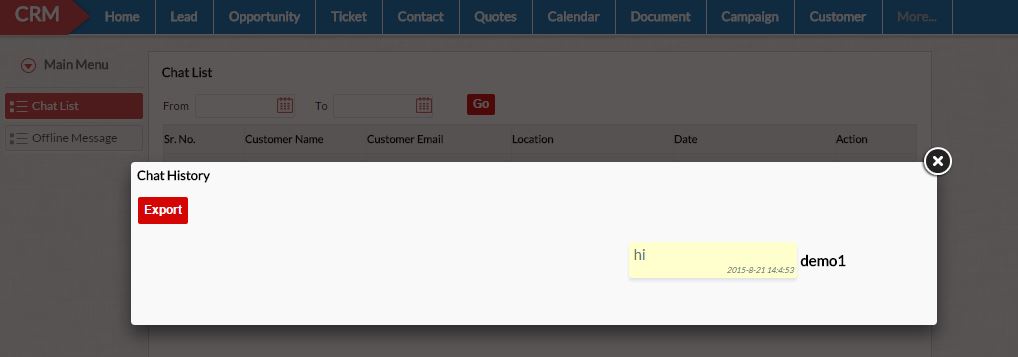 CRM Home Lead Opportunity Ticket Contact Quotes Calendar Document Campaign Customer More...
Main Menu
Chat List
Offline Message
Chat List
From To Go
Sr. No. Customer Name Customer Email Location Date Action
Chat History
Export
hi
2015-8-21 14:4:53
demo1